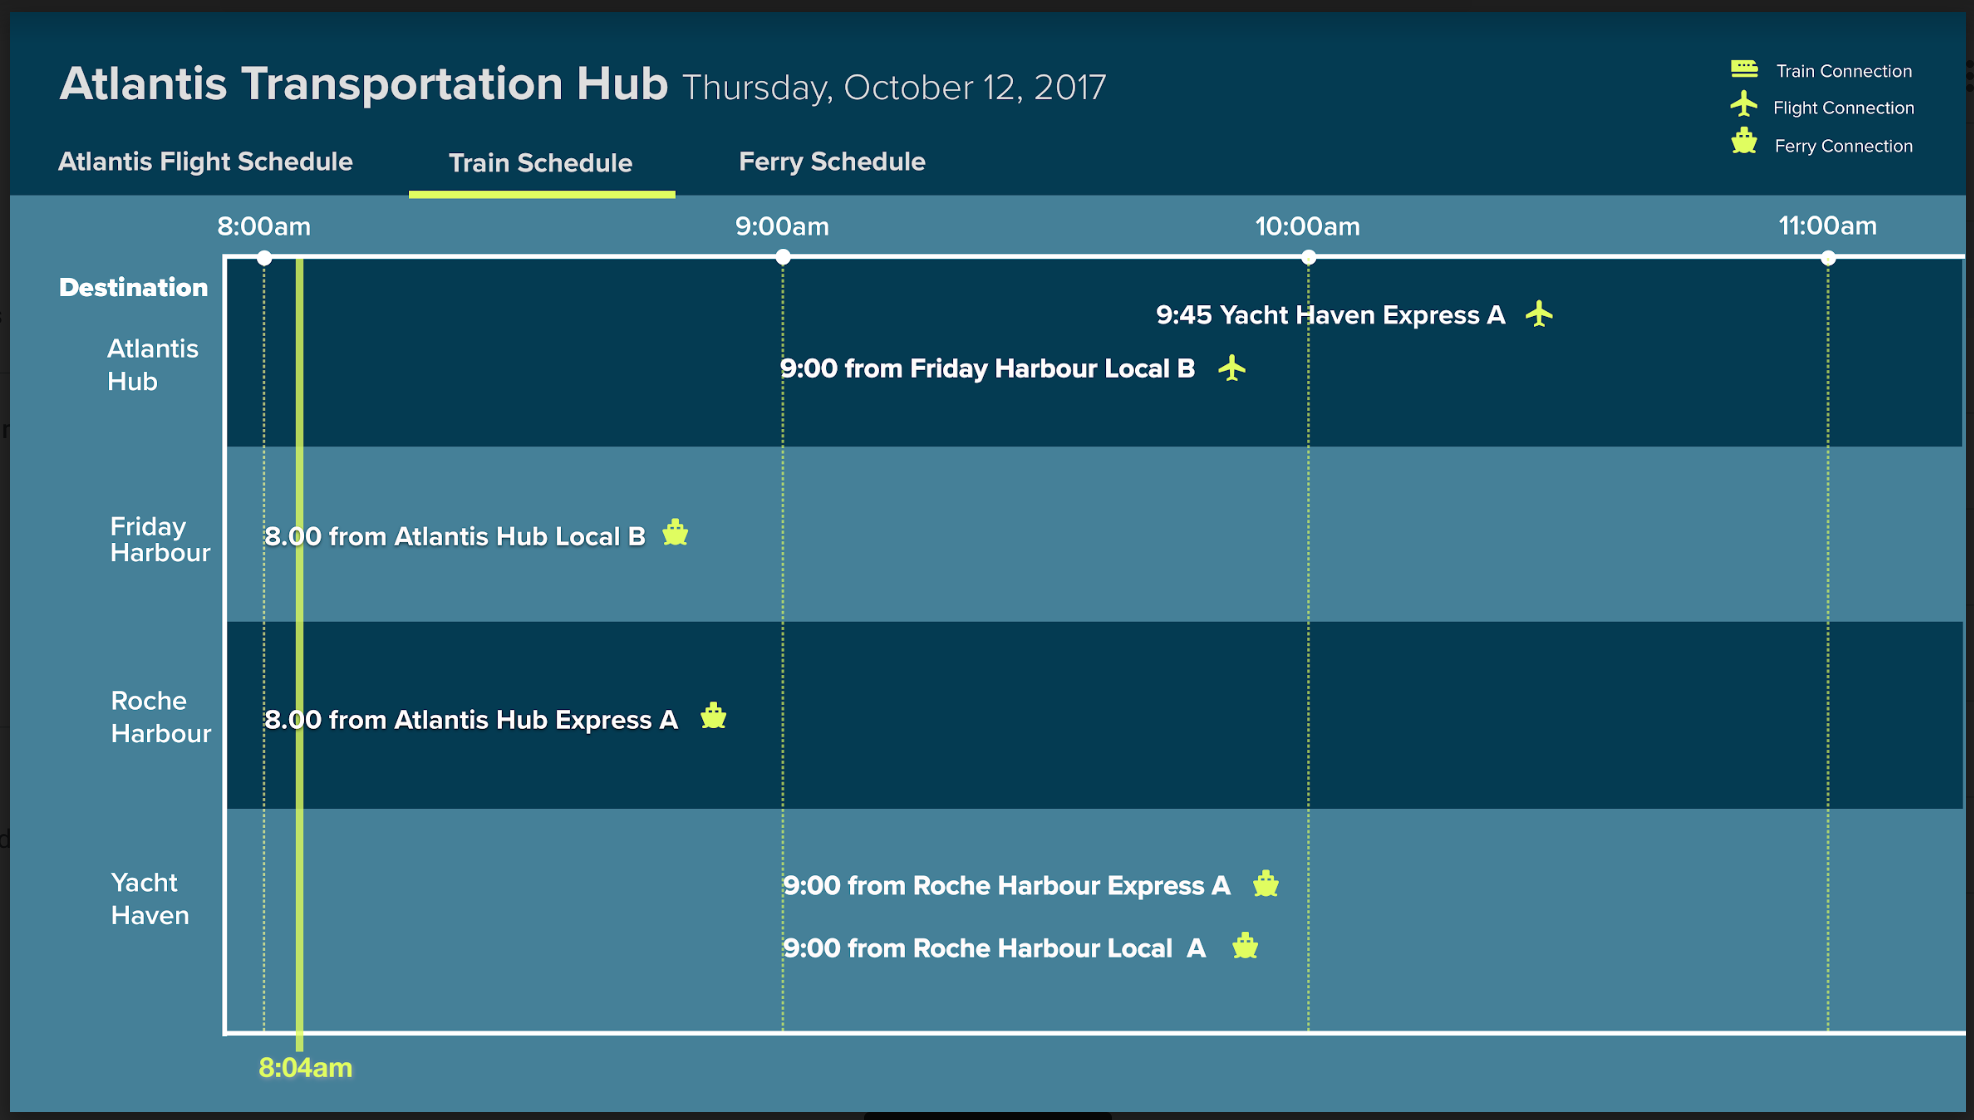 Atlantis Transportation Hub Thursday, October 12, 2017
Train Connection
Flight Connection
Ferry Connection
Atlantis Flight Schedule Train Schedule Ferry Schedule
8:00am 9:00am 10:00am 11:00am
Destination
Atlantis
Hub
9:45 Yacht Haven Express A
9:00 from Friday Harbour Local B
Friday
Harbour
8.00 from Atlantis Hub Local B
Roche
Harbour
8.00 from Atlantis Hub Express A
Yacht
Haven
9:00 from Roche Harbour Express A
9:00 from Roche Harbour Local A
8:04am